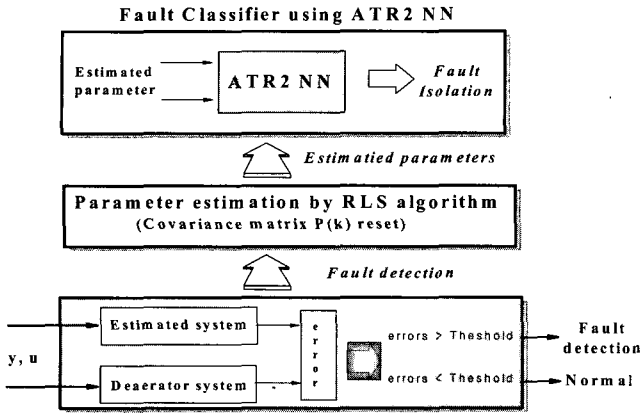 Fault Classifier using ATR2 NN
Estimated
parameter
ATR2 NN
Fault
Isolation
Estimatied parameters
Parameter estimation by RLS algorithm
(Covariance matrix P(k) reset)
Fault detection
y, u
Estimated system
Deaerator system
error
errors > Theshold
errors < Theshold
Fault
detection
Normal